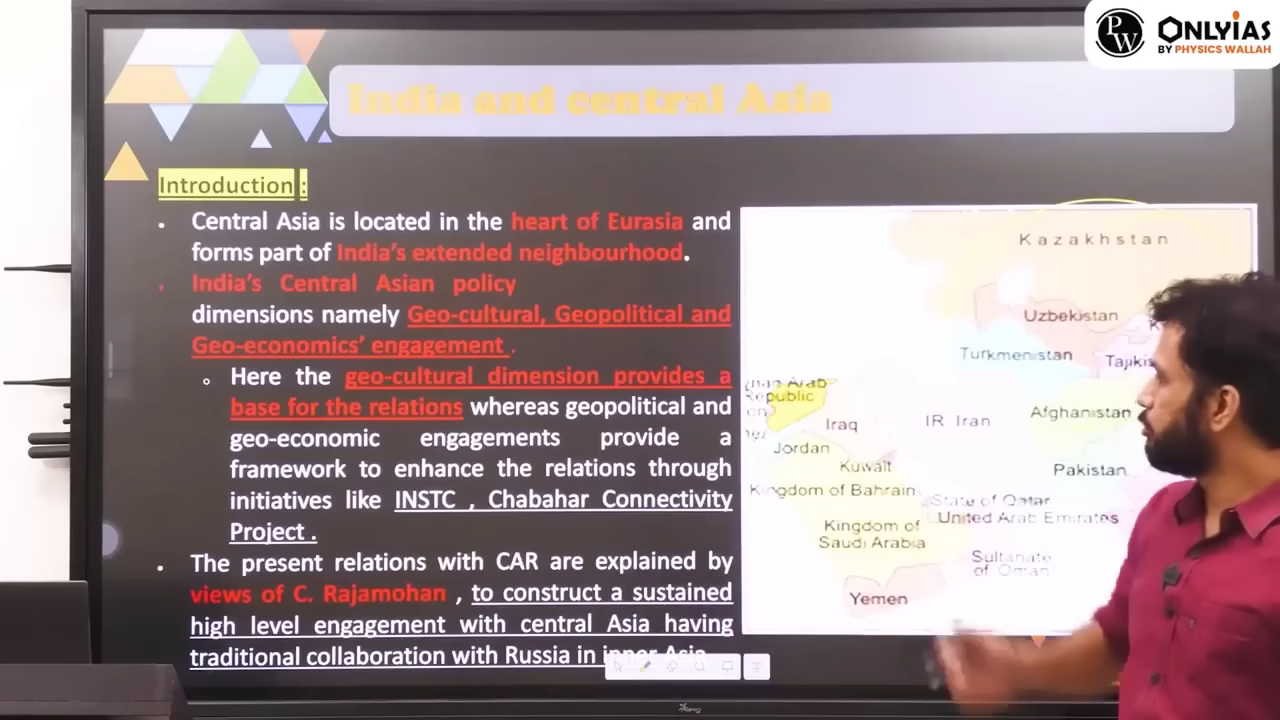 PW
ONLYIAS
BY PHYSICS WALLAH
India and central Asia
Introduction :
Central Asia is located in the heart of Eurasia and
forms part of India's extended neighbourhood.
India's Central Asian policy
dimensions namely Geo-cultural, Geopolitical and
Geo-economics' engagement .
Here the geo-cultural dimension provides a
base for the relations whereas geopolitical and
geo-economic engagements provide a
framework to enhance the relations through
initiatives like INSTC , Chabahar Connectivity
Project .
The present relations with CAR are explained by
views of C. Rajamohan , to construct a sustained
high level engagement with central Asia having
traditional collaboration with Russia in inner Asia
Kazakhstan
Uzbekistan
Turkmenistan
Tajikis
Arab
Republic
Afghanistan
Iraq
IR Iran
Jordan
Kuwait
Pakistan
Kingdom of Bahrain
State of Qatar
United Arab Emirates
Kingdom of
Saudi Arabia
Sultanate
of Oman
Yemen